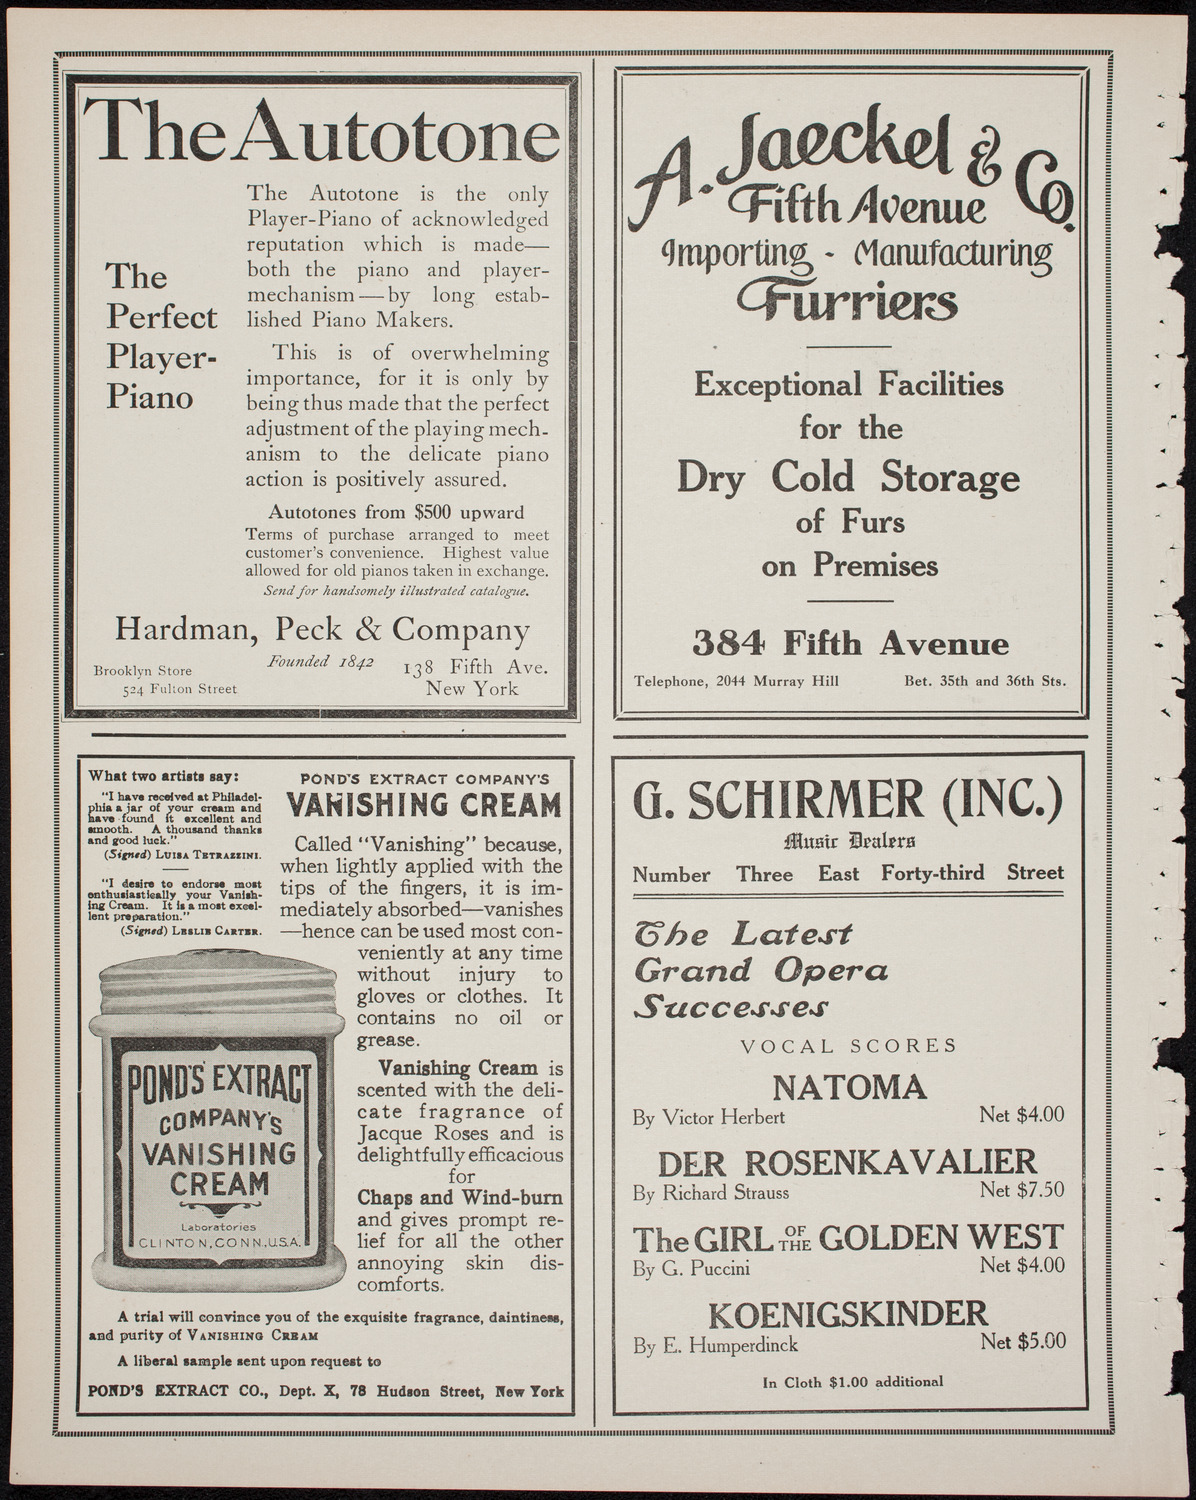 The Autotone
The
Perfect
Player-
Piano
The Autotone is the only
Player-Piano of acknowledged
reputation which is made—
both the piano and player-
mechanism—by long estab-
lished Piano Makers.
This is of overwhelming
importance, for it is only by
being thus made that the perfect
adjustment of the playing mech-
anism to the delicate piano
action is positively assured.
Autotones from $500 upward
Terms of purchase arranged to meet
customer's convenience. Highest value
allowed for old pianos taken in exchange.
Send for handsomely illustrated catalogue.
Hardman, Peck & Company
Brooklyn Store
524 Fulton Street
Founded 1842
138 Fifth Ave.
New York
A. Jaeckel & Co.
Fifth Avenue
Importing - Manufacturing
Furriers
Exceptional Facilities
for the
Dry Cold Storage
of Furs
on Premises
384 Fifth Avenue
Telephone, 2044 Murray Hill Bet. 35th and 36th Sts.
What two artists say:
"I have received at Philadel-
phia a jar of your cream and
have found it excellent and
smooth. A thousand thanks
and good luck."
(Signed) LUISA TETRAZZINI.
"I desire to endorse most
enthusiastically your Vanish-
ing Cream. It is a most excel-
lent preparation."
(Signed) LESLIE CARTER.
POND'S EXTRACT COMPANY'S
VANISHING CREAM
Called "Vanishing" because,
when lightly applied with the
tips of the fingers, it is im-
mediately absorbed—vanishes
—hence can be used most con-
veniently at any time
without injury to
gloves or clothes. It
contains no oil or
grease.
Vanishing Cream is
scented with the deli-
cate fragrance of
Jacque Roses and is
delightfully efficacious
for
Chaps and Wind-burn
and gives prompt re-
lief for all the other
annoying skin dis-
comforts.
POND'S EXTRACT
COMPANY'S
VANISHING
CREAM
Laboratories
CLINTON, CONN., U.S.A.
A trial will convince you of the exquisite fragrance, daintiness,
and purity of VANISHING CREAM
A liberal sample sent upon request to
POND'S EXTRACT CO., Dept. X, 78 Hudson Street, New York
G. SCHIRMER (INC.)
Music Dealers
Number Three East Forty-third Street
The Latest
Grand Opera
Successes
VOCAL SCORES
NATOMA
By Victor Herbert Net $4.00
DER ROSENKAVALIER
By Richard Strauss Net $7.50
The GIRL OF THE GOLDEN WEST
By G. Puccini Net $4.00
KOENIGSKINDER
By E. Humperdinck Net $5.00
In Cloth $1.00 additional